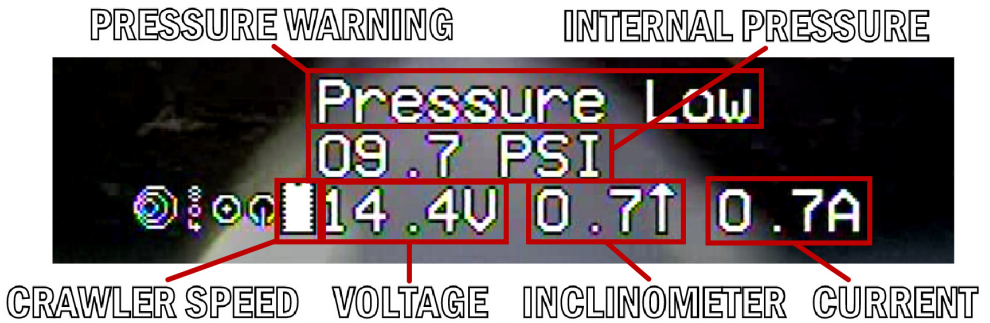 PRESSURE WARNING INTERNAL PRESSURE
Pressure Low
09.7 PSI
14.4V 0.7↑ 0.7A
CRAWLER SPEED VOLTAGE INCLINOMETER CURRENT